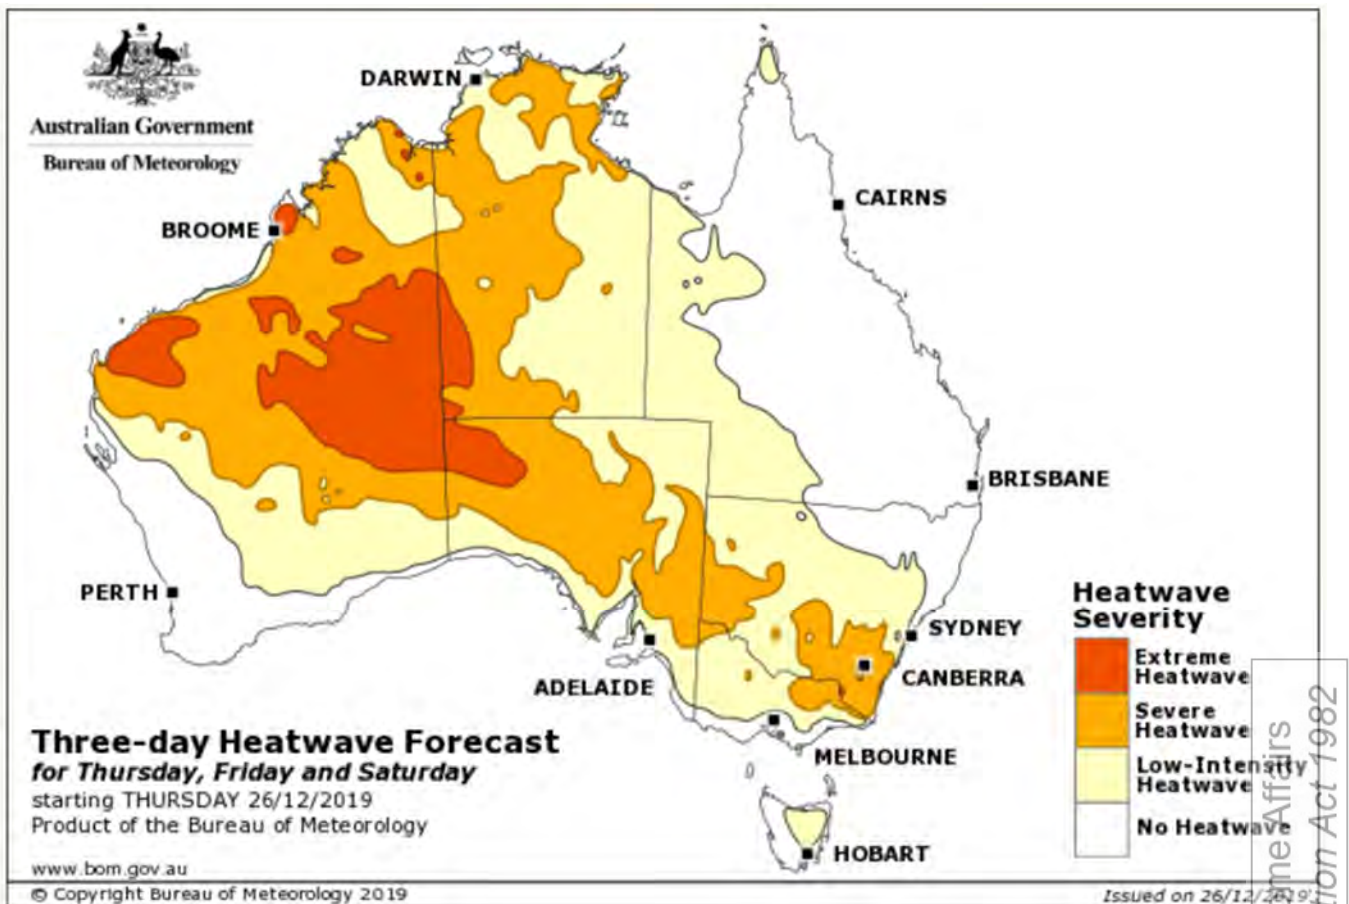 Australian Government
Bureau of Meteorology
DARWIN
CAIRNS
BROOME
BRISBANE
PERTH
SYDNEY
CANBERRA
ADELAIDE
MELBOURNE
HOBART
Heatwave
Severity
Extreme
Heatwave
Severe
Heatwave
Low-Intensity
Heatwave
No Heatwave
Three-day Heatwave Forecast
for Thursday, Friday and Saturday
starting THURSDAY 26/12/2019
Product of the Bureau of Meteorology
www.bom.gov.au
© Copyright Bureau of Meteorology 2019
Issued on 26/12/2019
me Affairs
tion Act 1982